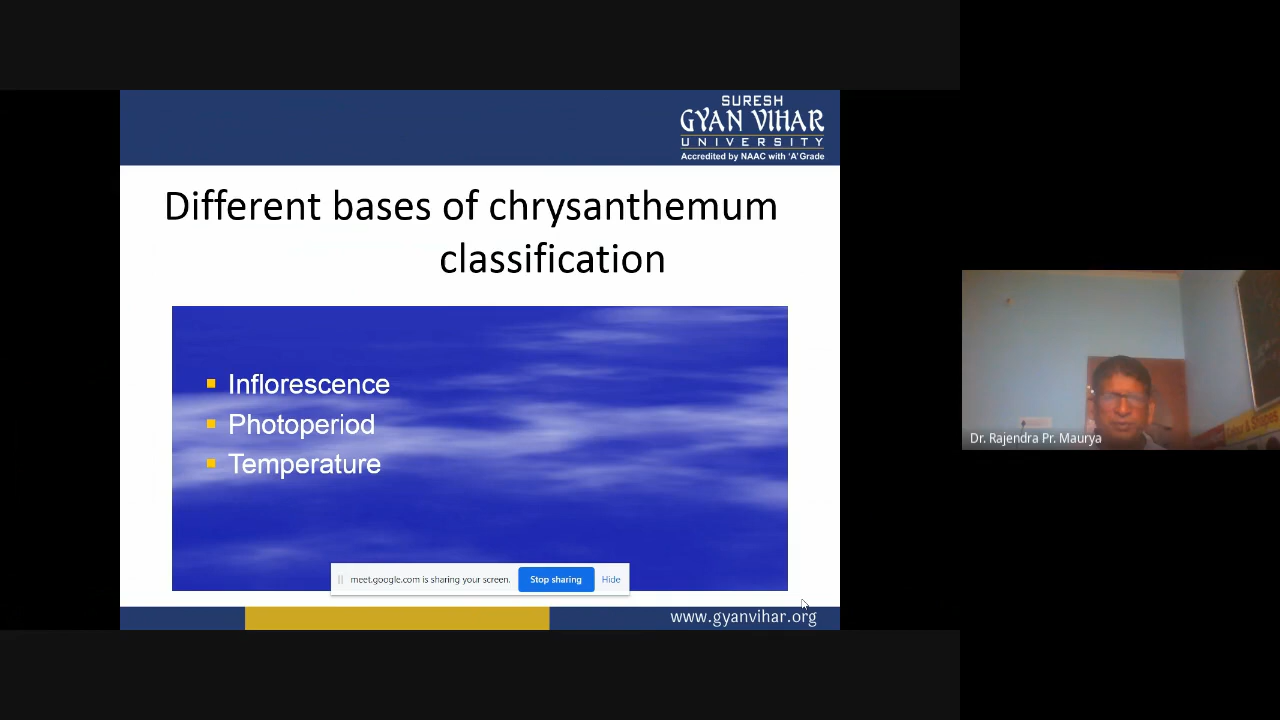 SURESH
GYAN VIHAR
UNIVERSITY
Accredited by NAAC with 'A' Grade
Different bases of chrysanthemum
classification
Inflorescence
Photoperiod
Temperature
meet.google.com is sharing your screen. Stop sharing Hide
www.gyanvihar.org
Dr. Rajendra Pr. Maurya